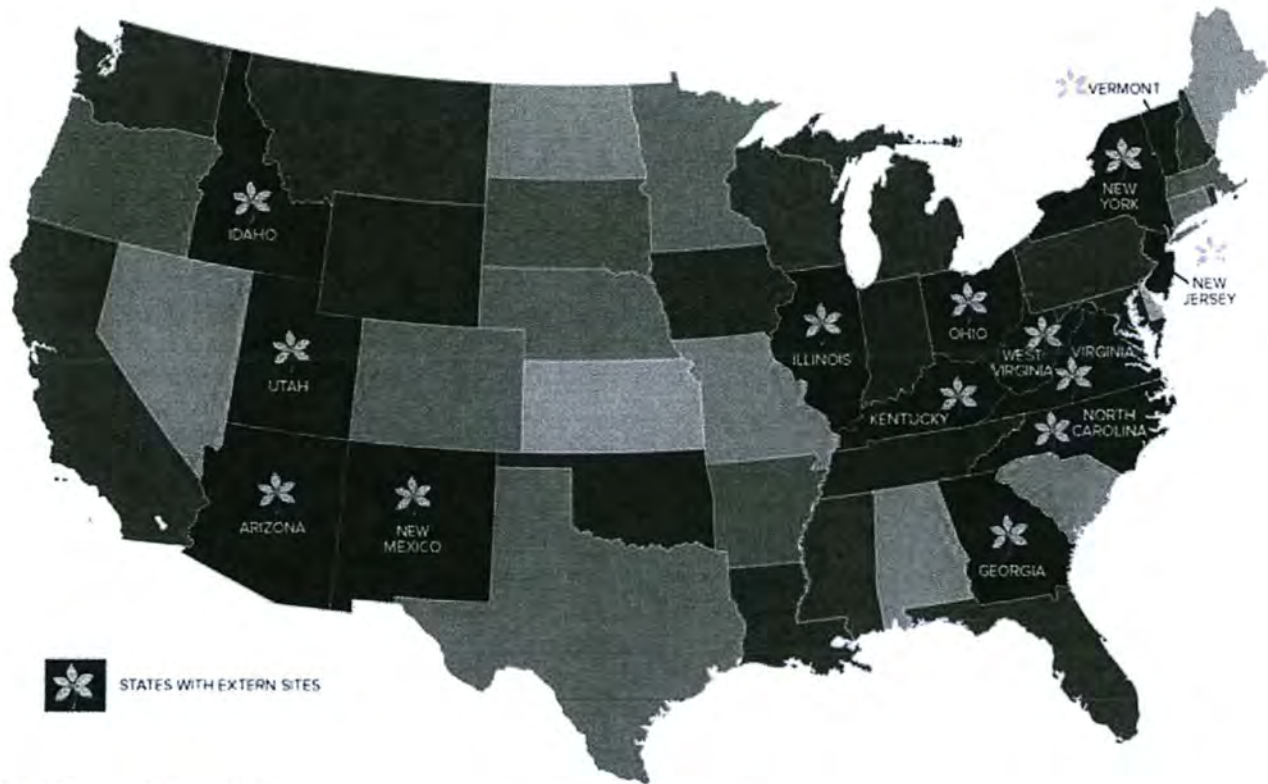 VERMONT
NEW
YORK
IDAHO
NEW
JERSEY
OHIO
ILLINOIS
WEST
VIRGINIA
VIRGINIA
UTAH
KENTUCKY
NORTH
CAROLINA
ARIZONA
NEW
MEXICO
GEORGIA
STATES WITH EXTERN SITES